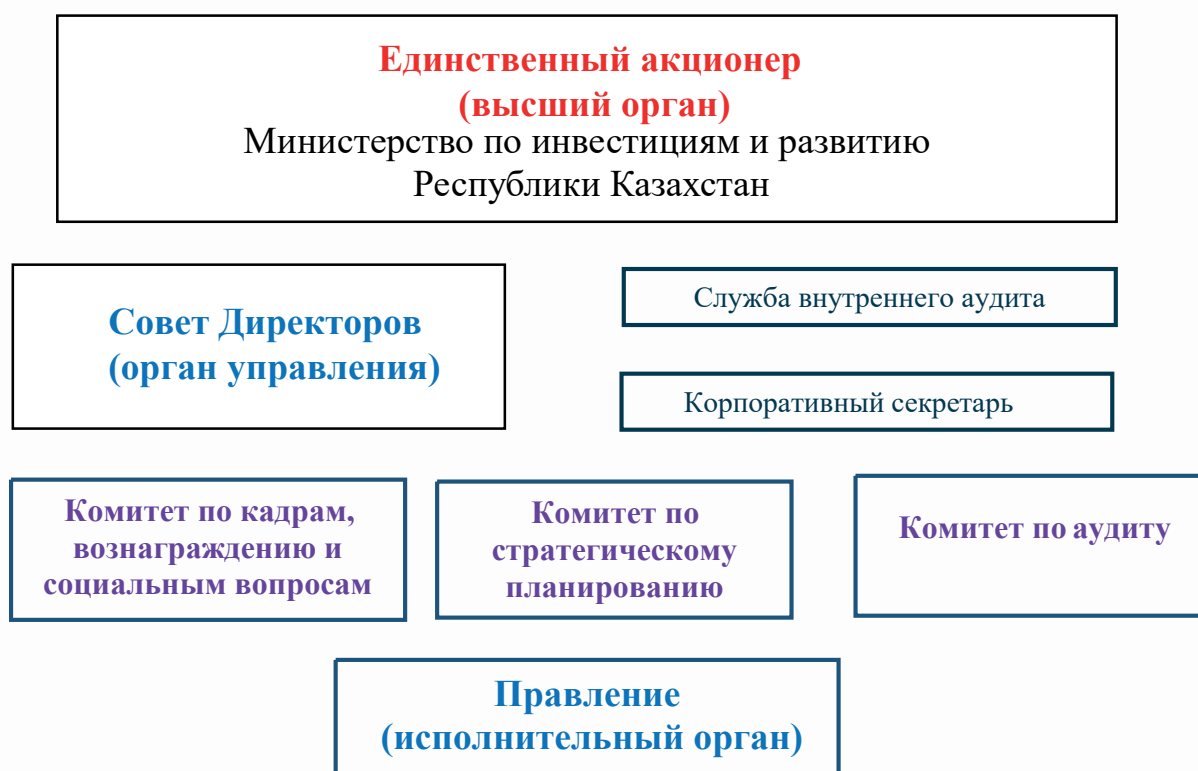 Единственный акционер
(высший орган)
Министерство по инвестициям и развитию
Республики Казахстан
Совет Директоров
(орган управления)
Служба внутреннего аудита
Корпоративный секретарь
Комитет по кадрам,
вознаграждению и
социальным вопросам
Комитет по
стратегическому
планированию
Комитет по аудиту
Правление
(исполнительный орган)